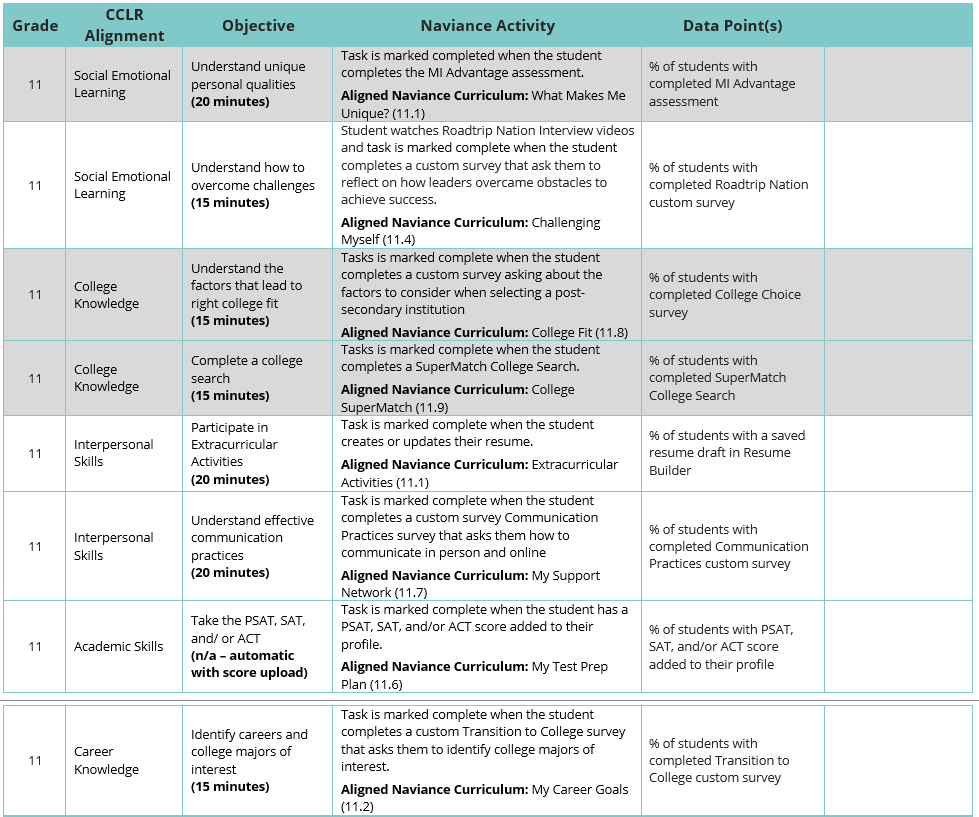 Grade
CCLR
Alignment
Objective
Naviance Activity
Data Point(s)
11
Social Emotional
Learning
Understand unique
personal qualities
(20 minutes)
Task is marked completed when the student
completes the MI Advantage assessment.
Aligned Naviance Curriculum: What Makes Me
Unique? (11.1)
% of students with
completed MI Advantage
assessment
11
Social Emotional
Learning
Understand how to
overcome challenges
(15 minutes)
Student watches Roadtrip Nation Interview videos
and task is marked complete when the student
completes a custom survey that ask them to
reflect on how leaders overcame obstacles to
achieve success.
Aligned Naviance Curriculum: Challenging
Myself (11.4)
% of students with
completed Roadtrip Nation
custom survey
11
College
Knowledge
Understand the
factors that lead to
right college fit
(15 minutes)
Tasks is marked complete when the student
completes a custom survey asking about the
factors to consider when selecting a post-
secondary institution
Aligned Naviance Curriculum: College Fit (11.8)
% of students with
completed College Choice
survey
11
College
Knowledge
Complete a college
search
(15 minutes)
Tasks is marked complete when the student
completes a SuperMatch College Search.
Aligned Naviance Curriculum: College
SuperMatch (11.9)
% of students with
completed SuperMatch
College Search
11
Interpersonal
Skills
Participate in
Extracurricular
Activities
(20 minutes)
Task is marked complete when the student
creates or updates their resume.
Aligned Naviance Curriculum: Extracurricular
Activities (11.1)
% of students with a saved
resume draft in Resume
Builder
11
Interpersonal
Skills
Understand effective
communication
practices
(20 minutes)
Task is marked complete when the student
completes a custom survey Communication
Practices survey that asks them how to
communicate in person and online
Aligned Naviance Curriculum: My Support
Network (11.7)
% of students with
completed Communication
Practices custom survey
11
Academic Skills
Take the PSAT, SAT,
and/ or ACT
(n/a – automatic
with score upload)
Task is marked complete when the student has a
PSAT, SAT, and/or ACT score added to their
profile.
Aligned Naviance Curriculum: My Test Prep
Plan (11.6)
% of students with PSAT,
SAT, and/or ACT score
added to their profile
11
Career
Knowledge
Identify careers and
college majors of
interest
(15 minutes)
Task is marked complete when the student
completes a custom Transition to College survey
that asks them to identify college majors of
interest.
Aligned Naviance Curriculum: My Career Goals
(11.2)
% of students with
completed Transition to
College custom survey